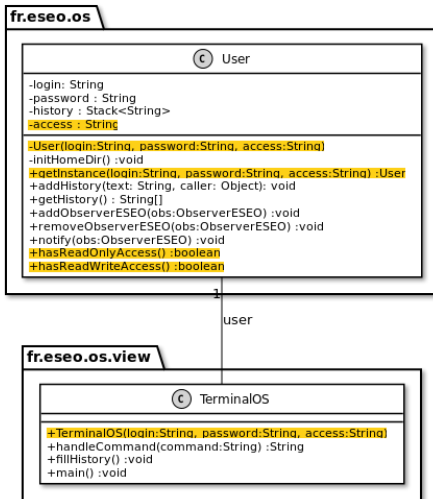 fr.eseo.os
C User
-login: String
-password : String
-history : Stack<String>
-access : String
-User(login:String, password:String, access:String)
-initHomeDir() :void
+getInstance(login:String, password:String, access:String) :User
+addHistory(text: String, caller: Object): void
+getHistory() : String[]
+addObserverESEO(obs:ObserverESEO) :void
+removeObserverESEO(obs:ObserverESEO) :void
+notify(obs:ObserverESEO) :void
+hasReadOnlyAccess() :boolean
+hasReadWriteAccess() :boolean
1
user
fr.eseo.os.view
C TerminalOS
+TerminalOS(login:String, password:String, access:String)
+handleCommand(command:String) :String
+fillHistory() :void
+main() :void